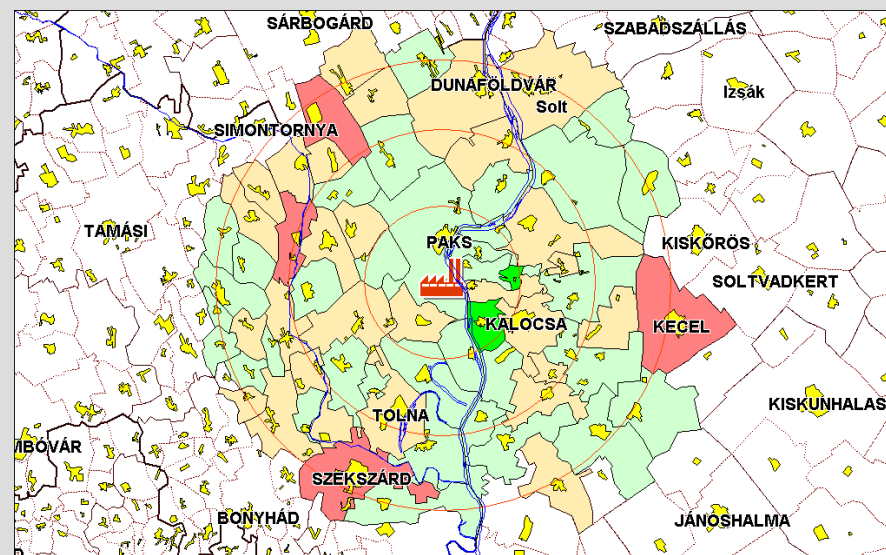 SÁRBOGÁRD
SZABADSZÁLLÁS
DUNAFÖLDVÁR
Izsák
Solt
SIMONTORNYA
TAMÁSI
PAKS
KISKŐRÖS
SOLTVADKERT
KALOCSA
KECEL
KISKUNHALAS
TOLNA
MBÓVÁR
SZEKSZÁRD
BONYHÁD
JÁNOSHALMA